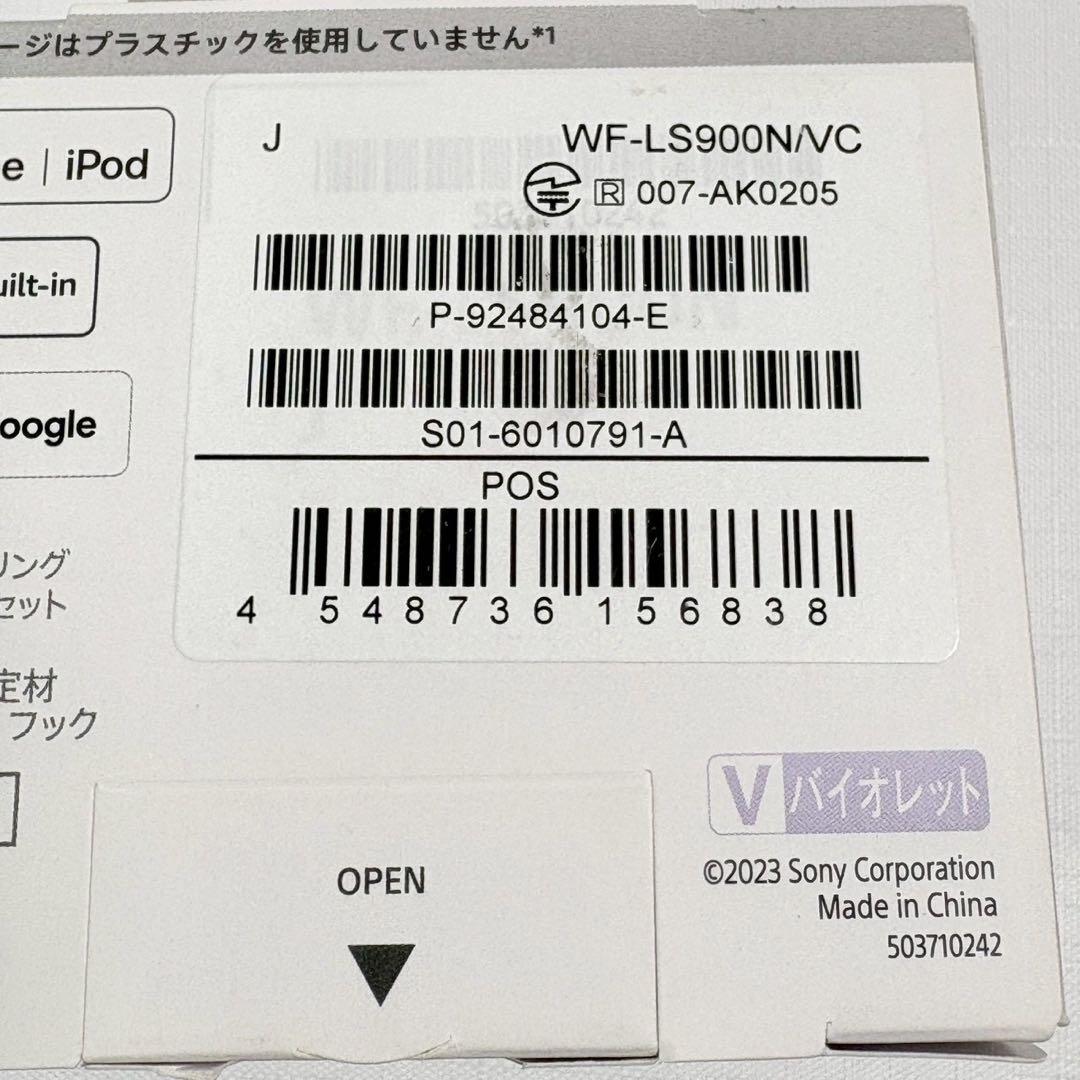 ージはプラスチックを使用していません*1
e | iPod
uilt-in
oogle
リング
セット
定材
フック
J
WF-LS900N/VC
R 007-AK0205
P-92484104-E
S01-6010791-A
POS
4 548736 156838
V バイオレット
OPEN
©2023 Sony Corporation
Made in China
503710242